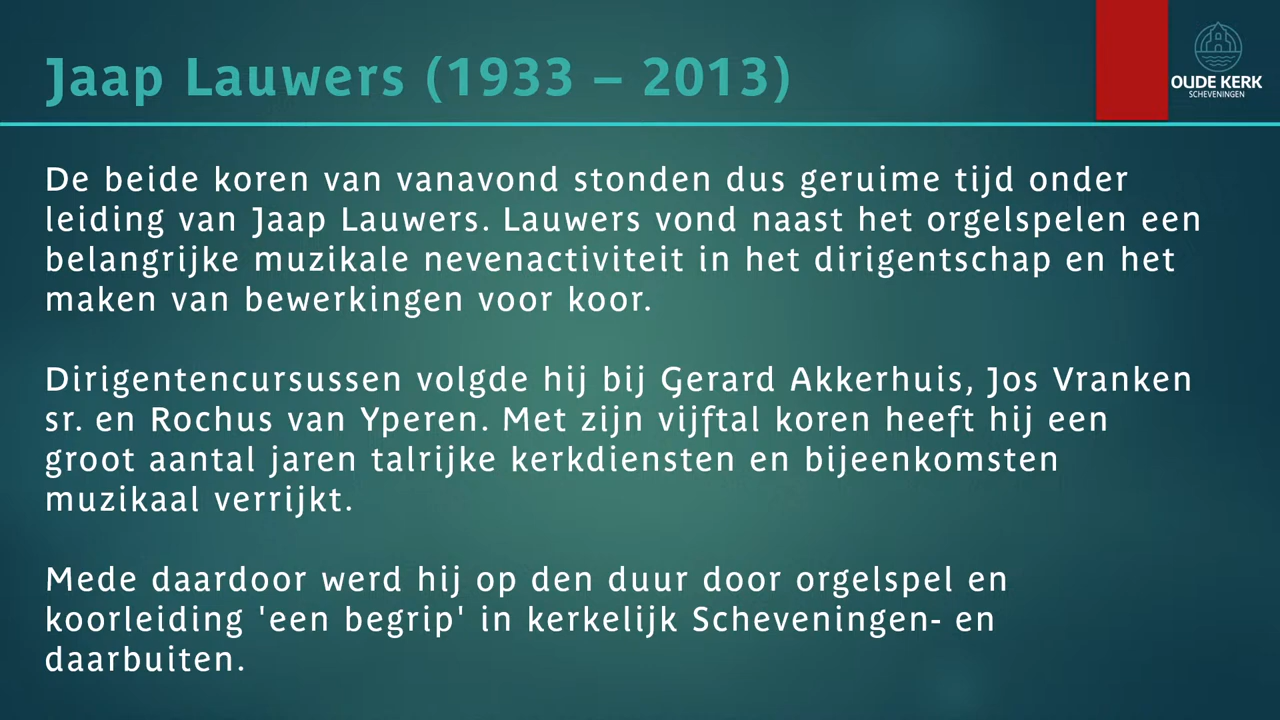 Jaap Lauwers (1933 – 2013)
OUDE KERK
SCHEVENINGEN
De beide koren van vanavond stonden dus geruime tijd onder
leiding van Jaap Lauwers. Lauwers vond naast het orgelspelen een
belangrijke muzikale nevenactiviteit in het dirigentschap en het
maken van bewerkingen voor koor.
Dirigentencursussen volgde hij bij Gerard Akkerhuis, Jos Vranken
sr. en Rochus van Yperen. Met zijn vijftal koren heeft hij een
groot aantal jaren talrijke kerkdiensten en bijeenkomsten
muzikaal verrijkt.
Mede daardoor werd hij op den duur door orgelspel en
koorleiding 'een begrip' in kerkelijk Scheveningen- en
daarbuiten.